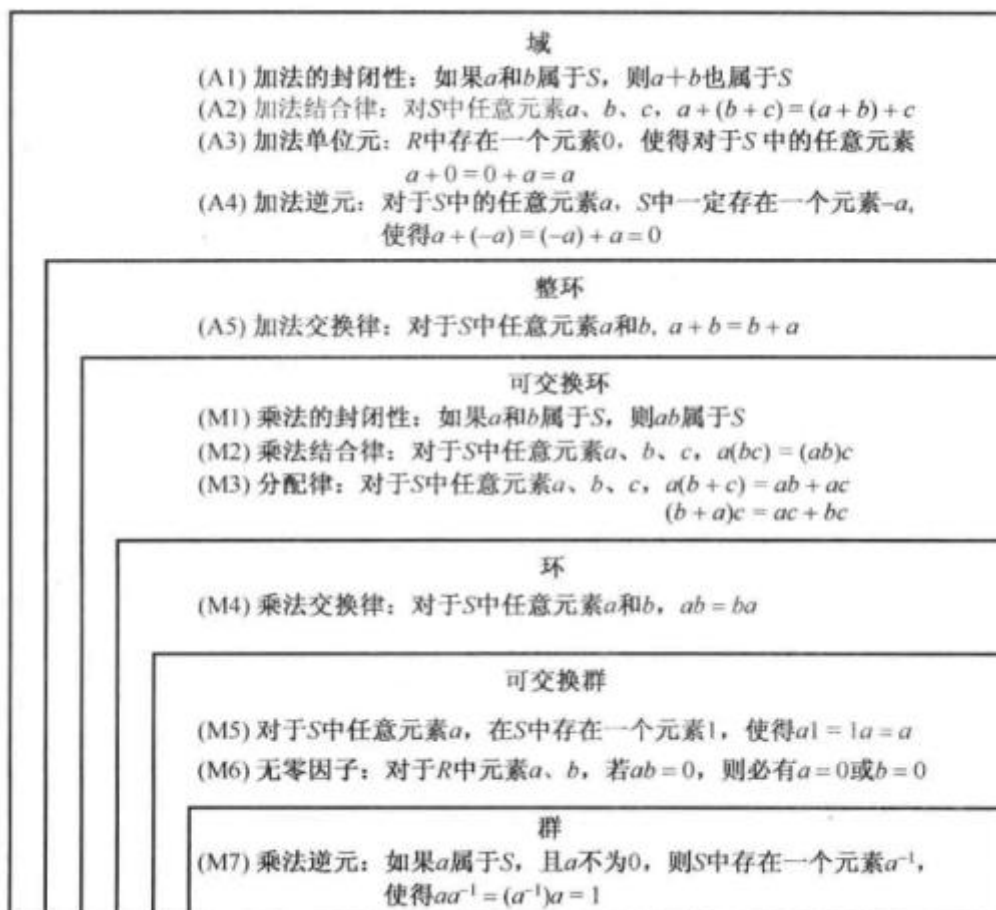 域
(A1) 加法的封闭性：如果a和b属于S，则a+b也属于S
(A2) 加法结合律：对S中任意元素a、b、c，a+(b+c)=(a+b)+c
(A3) 加法单位元：R中存在一个元素0，使得对于S中的任意元素
a+0=0+a=a
(A4) 加法逆元：对于S中的任意元素a，S中一定存在一个元素-a,
使得a+(-a)=(-a)+a=0
整环
(A5) 加法交换律：对于S中任意元素a和b, a+b=b+a
可交换环
(M1) 乘法的封闭性：如果a和b属于S，则ab属于S
(M2) 乘法结合律：对于S中任意元素a、b、c，a(bc)=(ab)c
(M3) 分配律：对于S中任意元素a、b、c，a(b+c)=ab+ac
(b+a)c=ac+bc
环
(M4) 乘法交换律：对于S中任意元素a和b，ab=ba
可交换群
(M5) 对于S中任意元素a，在S中存在一个元素1，使得a1=1a=a
(M6) 无零因子：对于R中元素a、b，若ab=0，则必有a=0或b=0
群
(M7) 乘法逆元：如果a属于S，且a不为0，则S中存在一个元素a⁻¹，
使得aa⁻¹=(a⁻¹)a=1